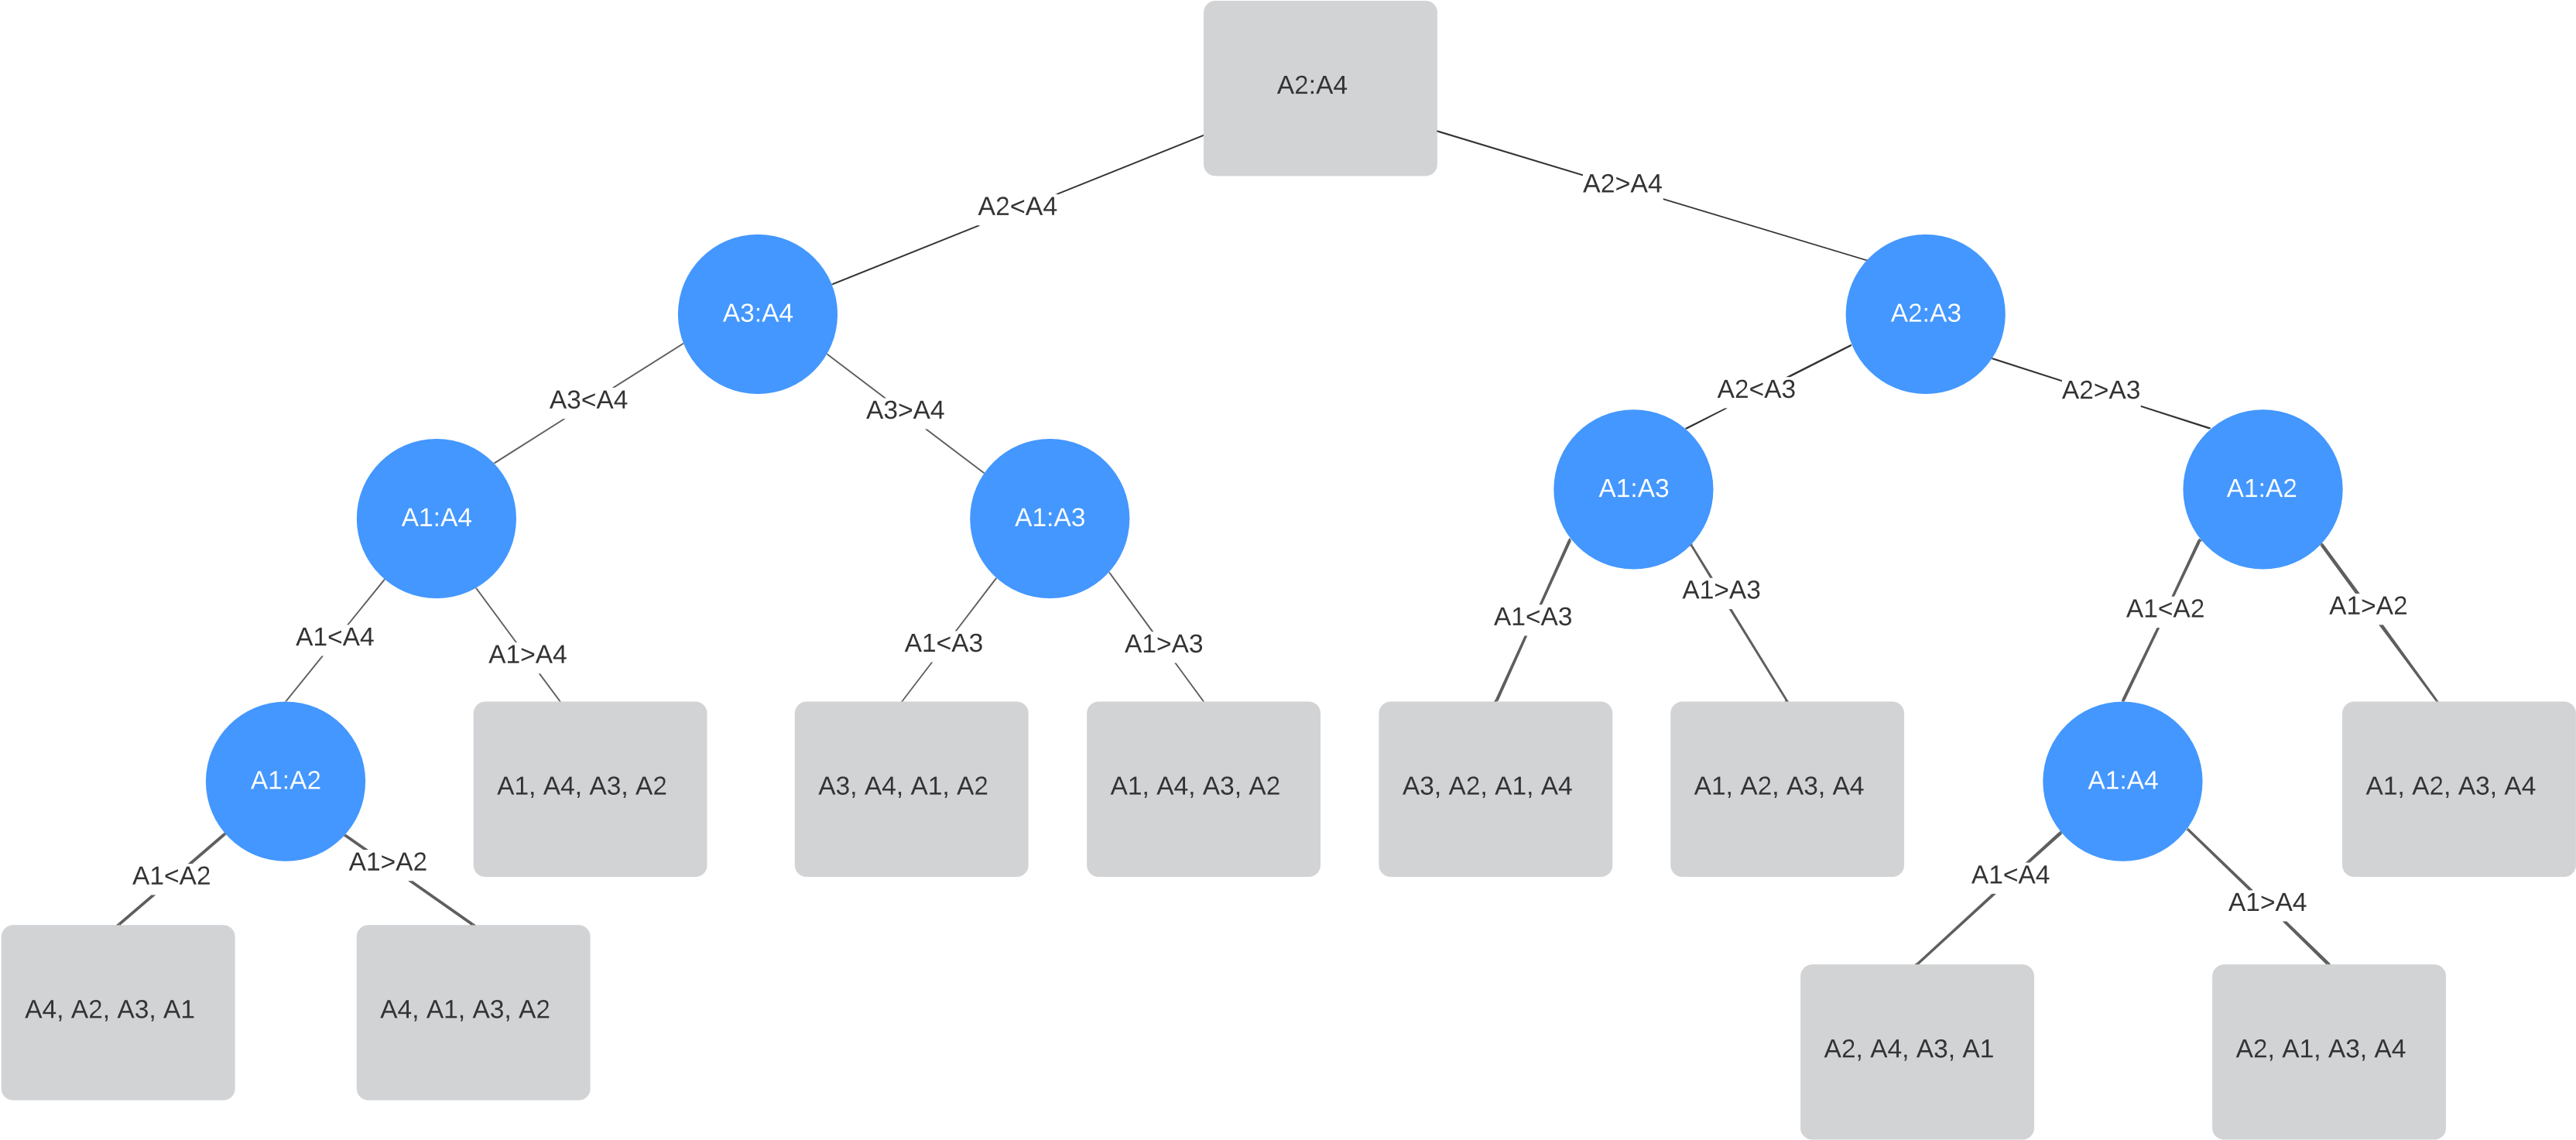 A2:A4
A2<A4
A2>A4
A3:A4
A2:A3
A3<A4
A3>A4
A2<A3
A2>A3
A1:A4
A1:A3
A1:A3
A1:A2
A1<A4
A1>A4
A1<A3
A1>A3
A1<A3
A1>A3
A1<A2
A1>A2
A1:A2
A1, A4, A3, A2
A3, A4, A1, A2
A1, A4, A3, A2
A3, A2, A1, A4
A1, A2, A3, A4
A1:A4
A1, A2, A3, A4
A1<A2
A1>A2
A1<A4
A1>A4
A4, A2, A3, A1
A4, A1, A3, A2
A2, A4, A3, A1
A2, A1, A3, A4